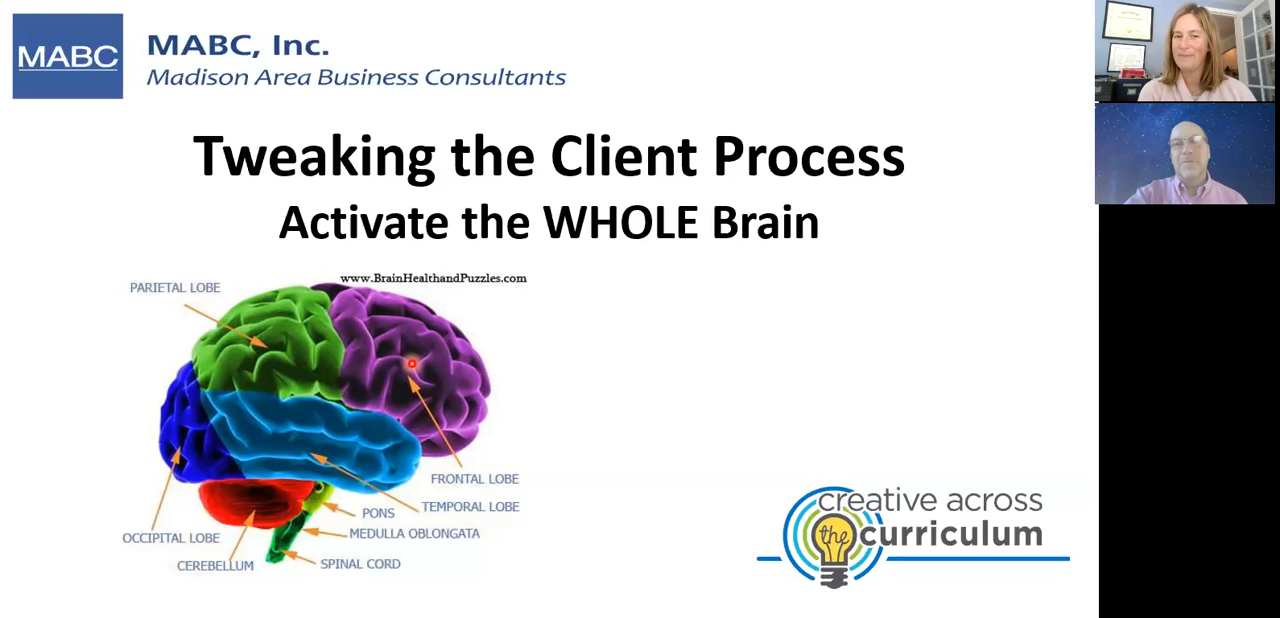 MABC
MABC, Inc.
Madison Area Business Consultants
Tweaking the Client Process
Activate the WHOLE Brain
www.BrainHealthandPuzzles.com
PARIETAL LOBE
FRONTAL LOBE
TEMPORAL LOBE
PONS
MEDULLA OBLONGATA
OCCIPITAL LOBE
CEREBELLUM
SPINAL CORD
creative across
the curriculum